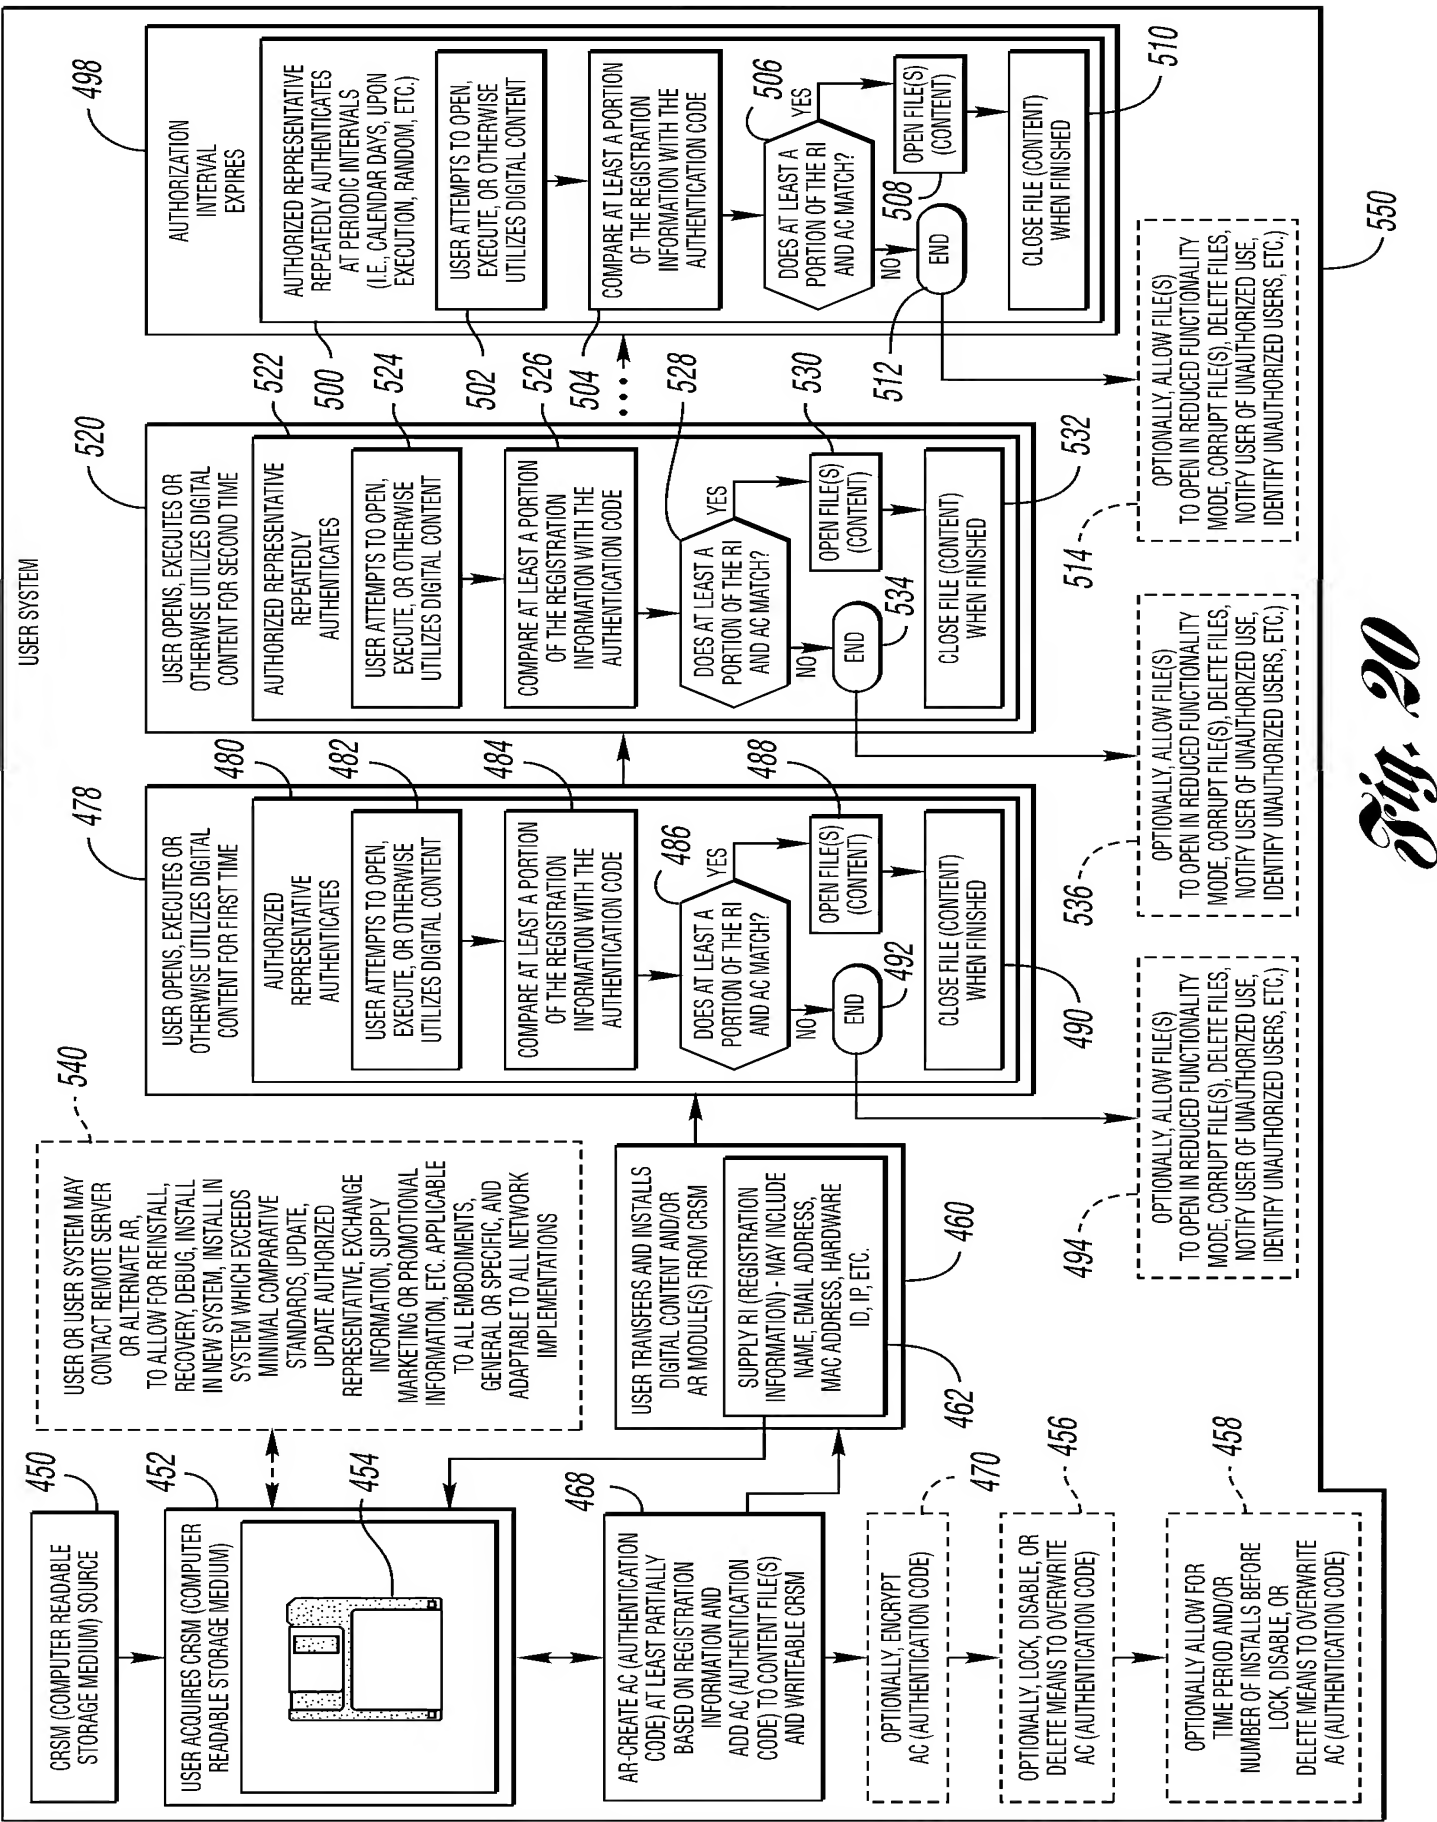 USER SYSTEM
450
CRSM (COMPUTER READABLE
STORAGE MEDIUM) SOURCE
452
USER ACQUIRES CRSM (COMPUTER
READABLE STORAGE MEDIUM)
454
540
USER OR USER SYSTEM MAY
CONTACT REMOTE SERVER
OR ALTERNATE AR,
TO ALLOW FOR REINSTALL,
RECOVERY, DEBUG, INSTALL
IN NEW SYSTEM, INSTALL IN
SYSTEM WHICH EXCEEDS
MINIMAL COMPARATIVE
STANDARDS, UPDATE,
UPDATE AUTHORIZED
REPRESENTATIVE, EXCHANGE
INFORMATION, SUPPLY
MARKETING OR PROMOTIONAL
INFORMATION, ETC. APPLICABLE
TO ALL EMBODIMENTS,
GENERAL OR SPECIFIC, AND
ADAPTABLE TO ALL NETWORK
IMPLEMENTATIONS
468
AR-CREATE AC (AUTHENTICATION
CODE) AT LEAST PARTIALLY
BASED ON REGISTRATION
INFORMATION AND
ADD AC (AUTHENTICATION
CODE) TO CONTENT FILE(S)
AND WRITEABLE CRSM
470
OPTIONALLY, ENCRYPT
AC (AUTHENTICATION CODE)
456
OPTIONALLY, LOCK, DISABLE, OR
DELETE MEANS TO OVERWRITE
AC (AUTHENTICATION CODE)
458
OPTIONALLY ALLOW FOR
TIME PERIOD AND/OR
NUMBER OF INSTALLS BEFORE
LOCK, DISABLE, OR
DELETE MEANS TO OVERWRITE
AC (AUTHENTICATION CODE)
USER TRANSFERS AND INSTALLS
DIGITAL CONTENT AND/OR
AR MODULE(S) FROM CRSM
SUPPLY RI (REGISTRATION
INFORMATION) - MAY INCLUDE
NAME, EMAIL ADDRESS,
MAC ADDRESS, HARDWARE
ID, IP, ETC.
460
462
478
USER OPENS, EXECUTES OR
OTHERWISE UTILIZES DIGITAL
CONTENT FOR FIRST TIME
480
AUTHORIZED
REPRESENTATIVE
AUTHENTICATES
482
USER ATTEMPTS TO OPEN,
EXECUTE, OR OTHERWISE
UTILIZES DIGITAL CONTENT
484
COMPARE AT LEAST A PORTION
OF THE REGISTRATION
INFORMATION WITH THE
AUTHENTICATION CODE
486
DOES AT LEAST A
PORTION OF THE RI
AND AC MATCH?
YES
NO
488
OPEN FILE(S)
(CONTENT)
END
492
CLOSE FILE (CONTENT)
WHEN FINISHED
490
494
OPTIONALLY, ALLOW FILE(S)
TO OPEN IN REDUCED FUNCTIONALITY
MODE, CORRUPT FILE(S), DELETE FILES,
NOTIFY USER OF UNAUTHORIZED USE,
IDENTIFY UNAUTHORIZED USERS, ETC.)
520
USER OPENS, EXECUTES OR
OTHERWISE UTILIZES DIGITAL
CONTENT FOR SECOND TIME
522
AUTHORIZED REPRESENTATIVE
REPEATEDLY
AUTHENTICATES
524
USER ATTEMPTS TO OPEN,
EXECUTE, OR OTHERWISE
UTILIZES DIGITAL CONTENT
526
COMPARE AT LEAST A PORTION
OF THE REGISTRATION
INFORMATION WITH THE
AUTHENTICATION CODE
528
DOES AT LEAST A
PORTION OF THE RI
AND AC MATCH?
YES
NO
530
OPEN FILE(S)
(CONTENT)
END
534
CLOSE FILE (CONTENT)
WHEN FINISHED
532
536
OPTIONALLY, ALLOW FILE(S)
TO OPEN IN REDUCED FUNCTIONALITY
MODE, CORRUPT FILE(S), DELETE FILES,
NOTIFY USER OF UNAUTHORIZED USE,
IDENTIFY UNAUTHORIZED USERS, ETC.)
498
AUTHORIZATION
INTERVAL
EXPIRES
500
AUTHORIZED REPRESENTATIVE
REPEATEDLY AUTHENTICATES
AT PERIODIC INTERVALS
(I.E., CALENDAR DAYS, UPON
EXECUTION, RANDOM, ETC.)
502
USER ATTEMPTS TO OPEN,
EXECUTE, OR OTHERWISE
UTILIZES DIGITAL CONTENT
504
COMPARE AT LEAST A PORTION
OF THE REGISTRATION
INFORMATION WITH THE
AUTHENTICATION CODE
506
DOES AT LEAST A
PORTION OF THE RI
AND AC MATCH?
YES
NO
508
OPEN FILE(S)
(CONTENT)
END
512
CLOSE FILE (CONTENT)
WHEN FINISHED
510
514
OPTIONALLY, ALLOW FILE(S)
TO OPEN IN REDUCED FUNCTIONALITY
MODE, CORRUPT FILE(S), DELETE FILES,
NOTIFY USER OF UNAUTHORIZED USE,
IDENTIFY UNAUTHORIZED USERS, ETC.)
550
Fig. 20